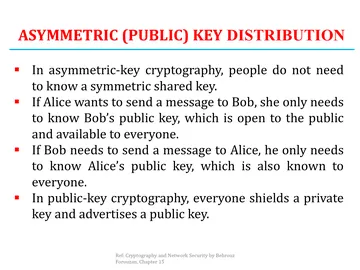 ASYMMETRIC (PUBLIC) KEY DISTRIBUTION
▪ In asymmetric-key cryptography, people do not need
to know a symmetric shared key.
▪ If Alice wants to send a message to Bob, she only needs
to know Bob’s public key, which is open to the public
and available to everyone.
▪ If Bob needs to send a message to Alice, he only needs
to know Alice’s public key, which is also known to
everyone.
▪ In public-key cryptography, everyone shields a private
key and advertises a public key.
Ref: Cryptography and Network Security by Behrouz
Forouzan, Chapter 15